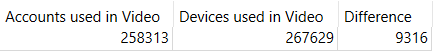 Accounts used in Video Devices used in Video Difference
258313 267629 9316